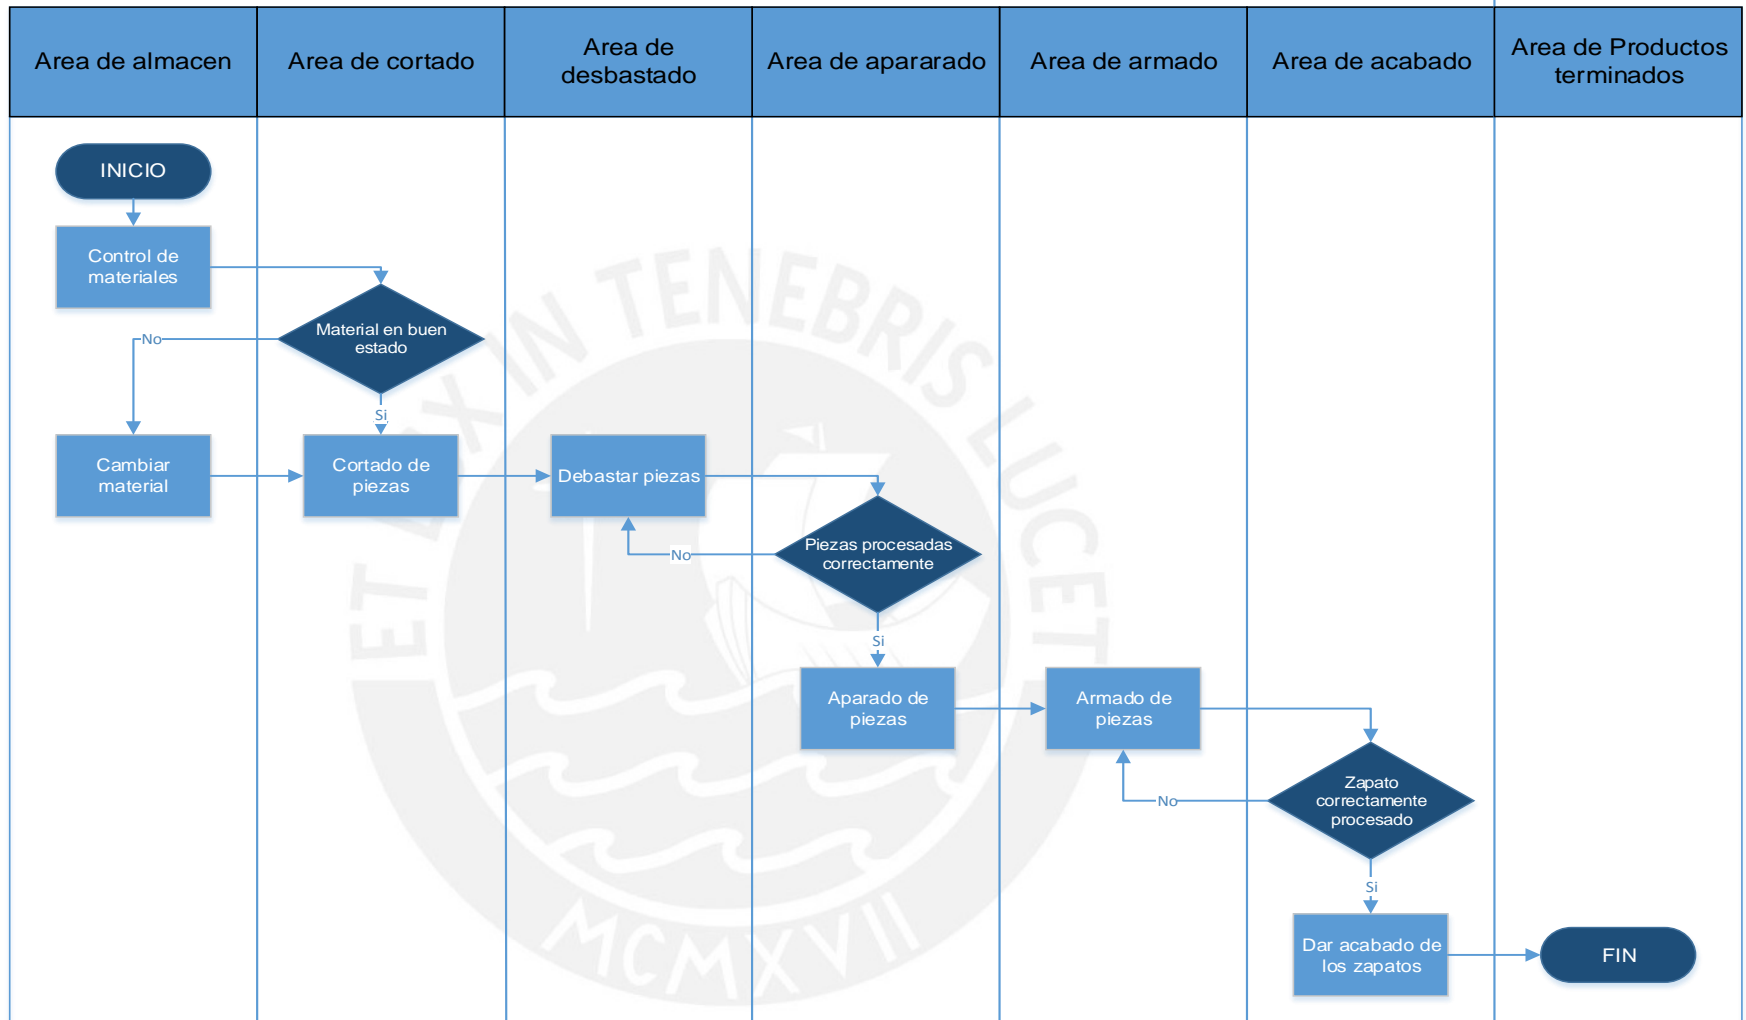 Area de almacen
Area de cortado
Area de
desbastado
Area de apararado
Area de armado
Area de acabado
Area de Productos
terminados
INICIO
Control de
materiales
Material en buen
estado
No
Si
Cambiar
material
Cortado de
piezas
Debastar piezas
Piezas procesadas
correctamente
No
Si
Aparado de
piezas
Armado de
piezas
Zapato
correctamente
procesado
No
Si
Dar acabado de
los zapatos
FIN
ET LUX IN TENEBRIS LUCET
MCMXVII